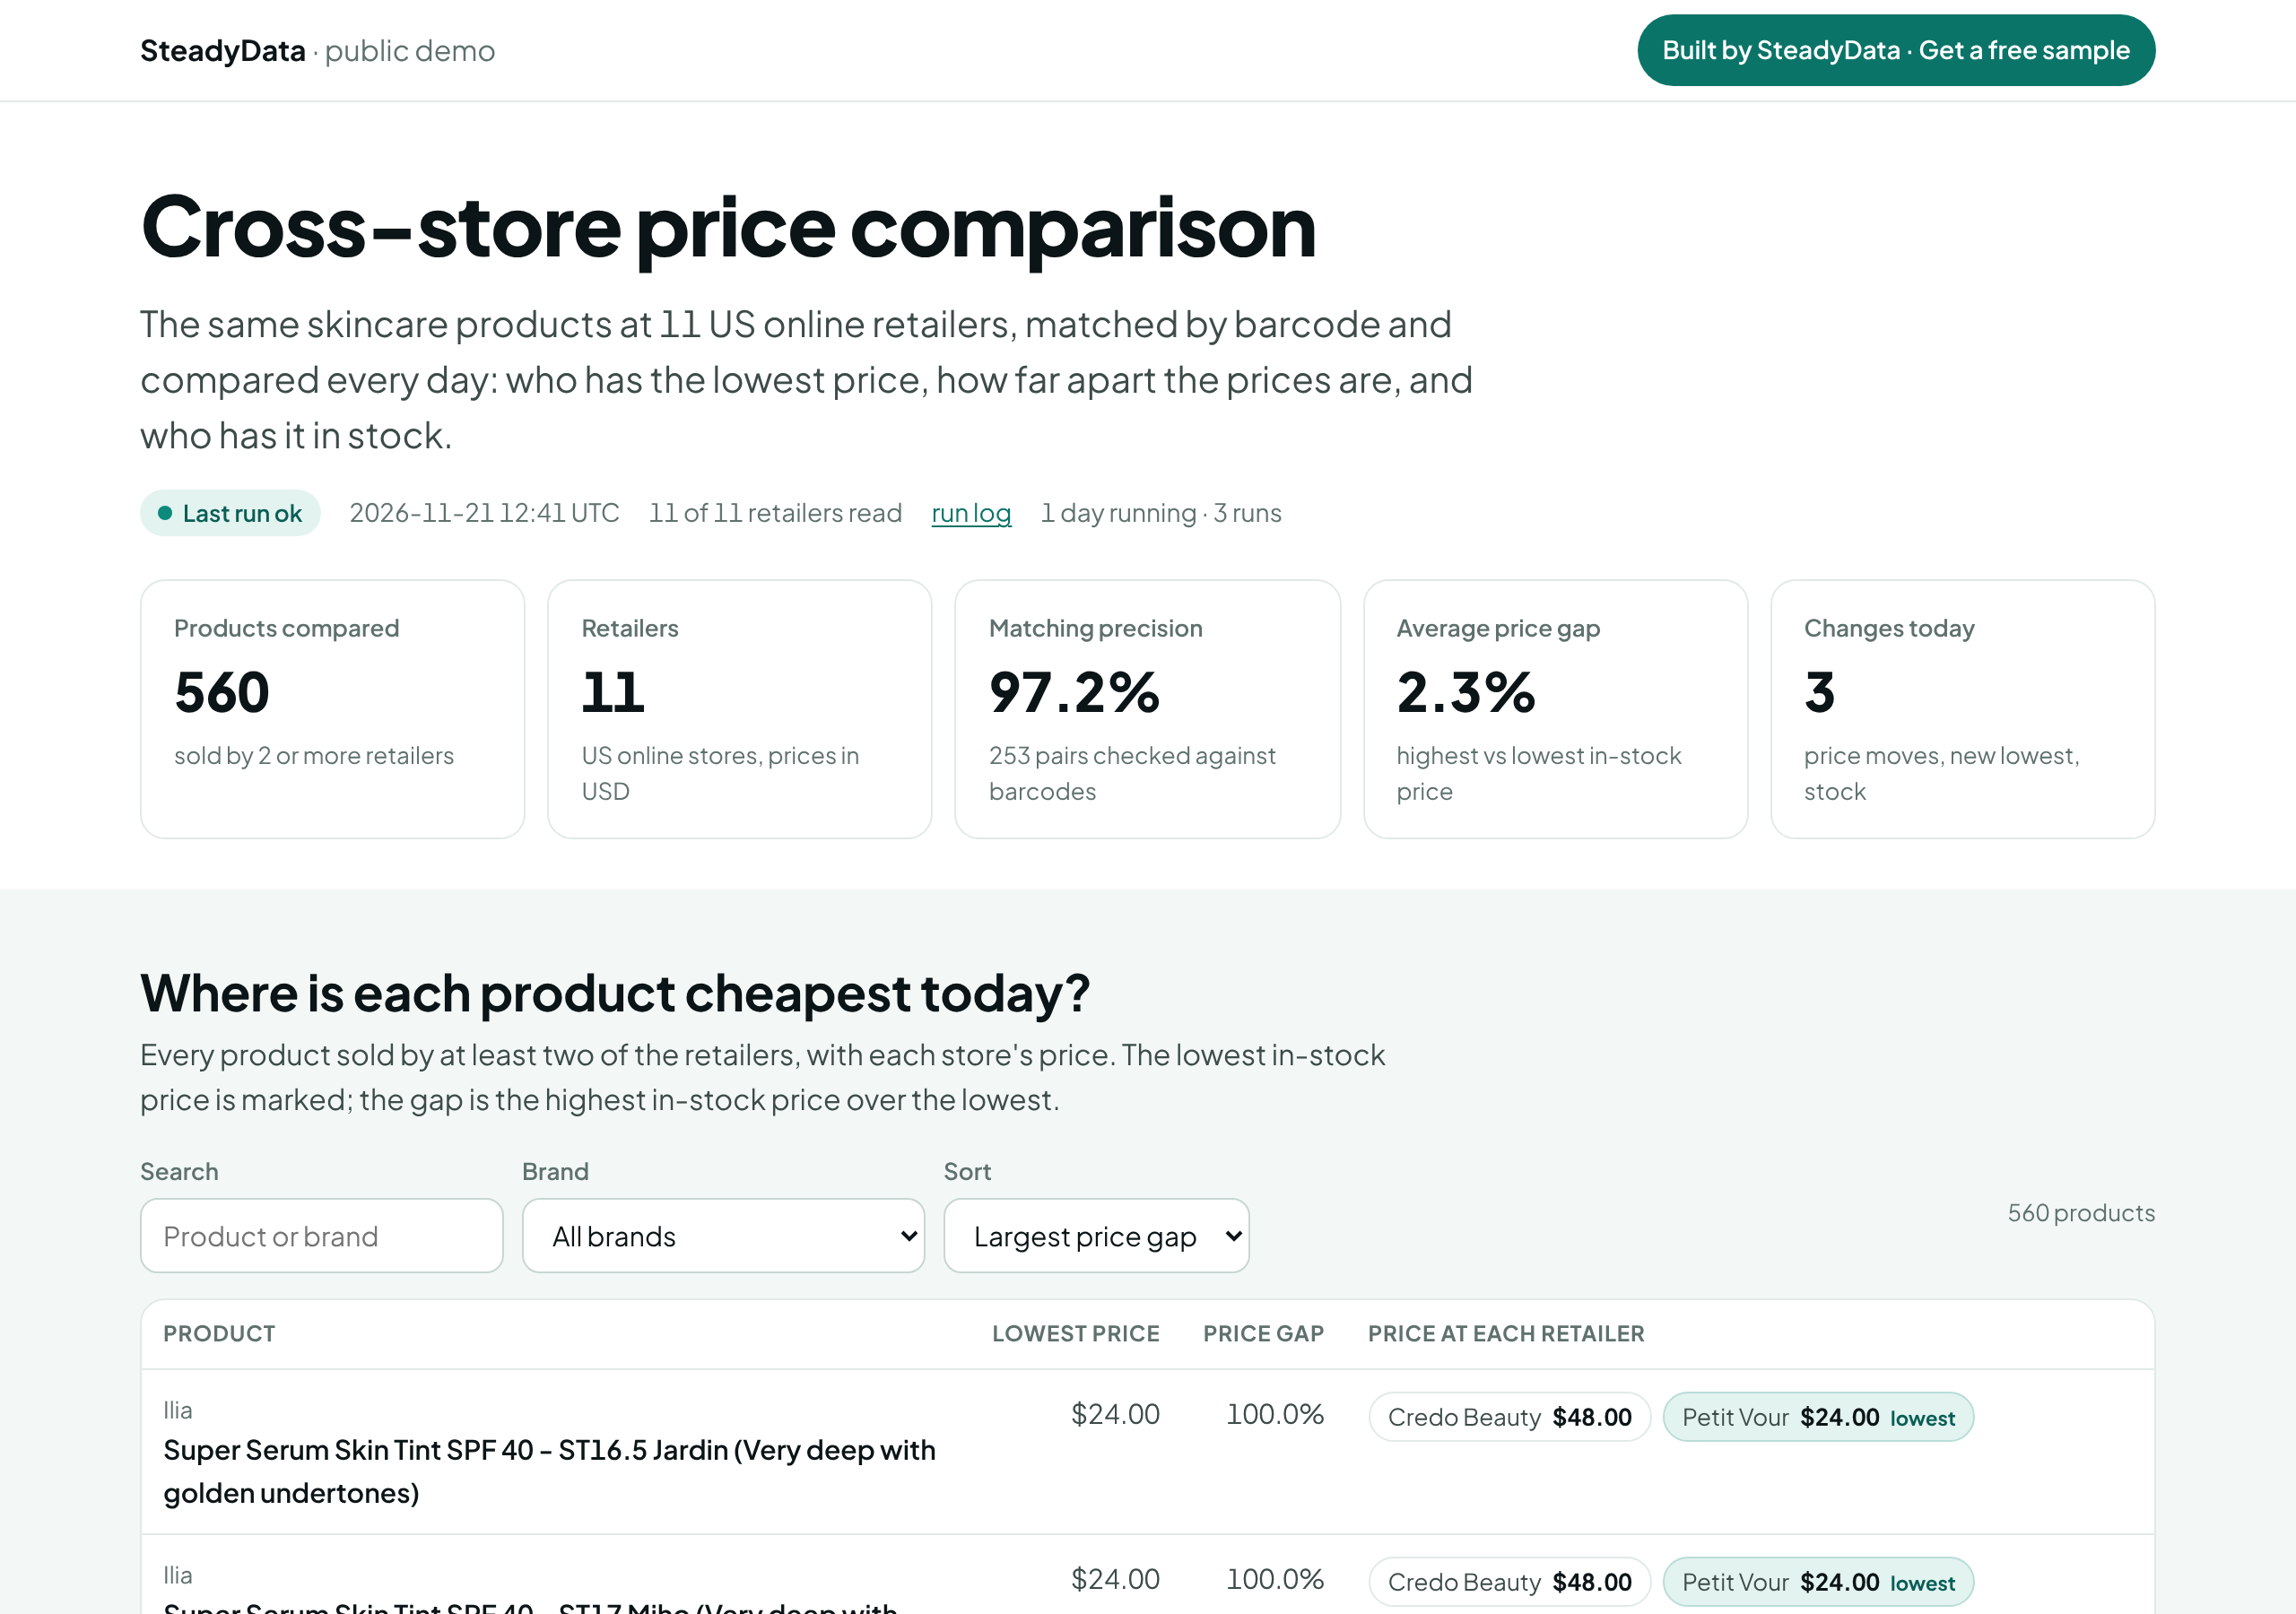 SteadyData · public demo
Built by SteadyData · Get a free sample
Cross-store price comparison
The same skincare products at 11 US online retailers, matched by barcode and
compared every day: who has the lowest price, how far apart the prices are, and
who has it in stock.
Last run ok 2026-11-21 12:41 UTC 11 of 11 retailers read run log 1 day running · 3 runs
Products compared
560
sold by 2 or more retailers
Retailers
11
US online stores, prices in
USD
Matching precision
97.2%
253 pairs checked against
barcodes
Average price gap
2.3%
highest vs lowest in-stock
price
Changes today
3
price moves, new lowest,
stock
Where is each product cheapest today?
Every product sold by at least two of the retailers, with each store's price. The lowest in-stock
price is marked; the gap is the highest in-stock price over the lowest.
Search
Product or brand
Brand
All brands
Sort
Largest price gap
560 products
PRODUCT LOWEST PRICE PRICE GAP PRICE AT EACH RETAILER
Ilia
Super Serum Skin Tint SPF 40 - ST16.5 Jardin (Very deep with
golden undertones)
$24.00 100.0% Credo Beauty $48.00 Petit Vour $24.00 lowest
Ilia
Super Serum Skin Tint SPF 40 - ST17 Miho (Very deep with
$24.00 100.0% Credo Beauty $48.00 Petit Vour $24.00 lowest